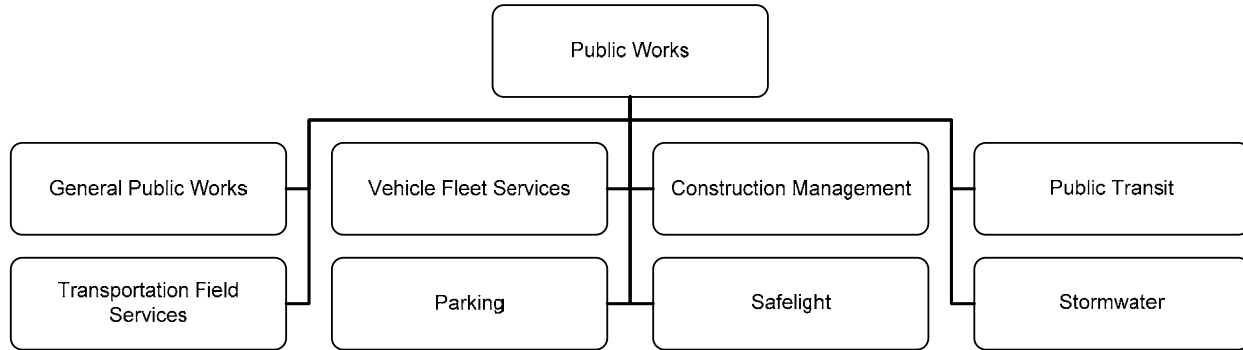 Public Works
General Public Works
Vehicle Fleet Services
Construction Management
Public Transit
Transportation Field
Services
Parking
Safelight
Stormwater